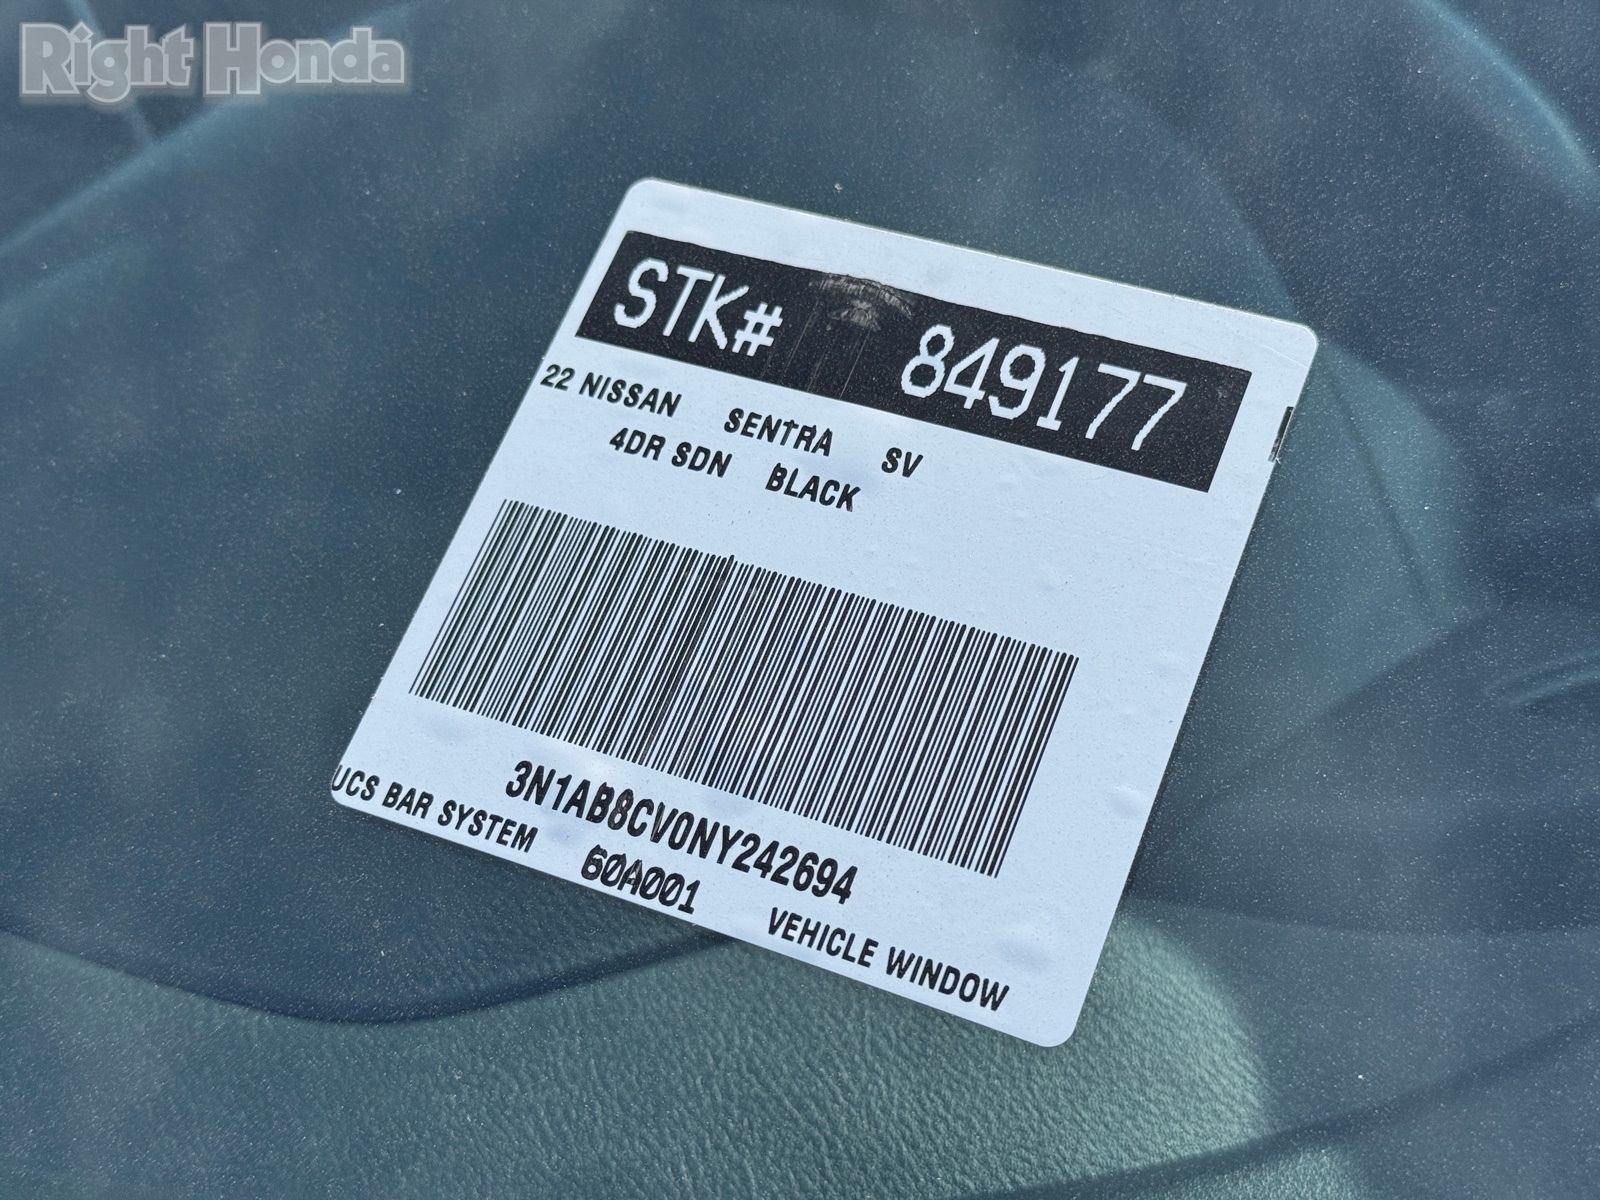 Right Honda
STK# 849177
22 NISSAN SENTRA SV
4DR SDN BLACK
3N1AB8CV0NY242694
UCS BAR SYSTEM 60A001 VEHICLE WINDOW